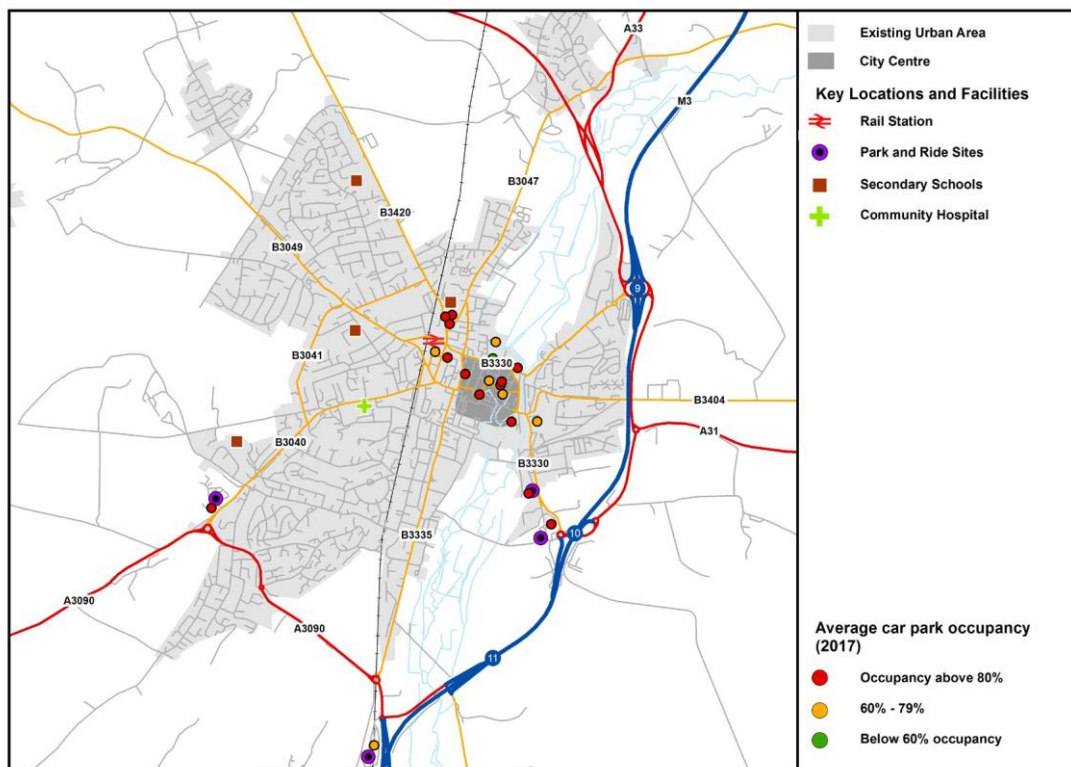 A33
M3
B3047
B3420
B3049
9
B3041
B3330
B3404
A31
B3040
B3330
B3335
10
A3090
A3090
11
Existing Urban Area
City Centre
Key Locations and Facilities
Rail Station
Park and Ride Sites
Secondary Schools
Community Hospital
Average car park occupancy
(2017)
Occupancy above 80%
60% - 79%
Below 60% occupancy